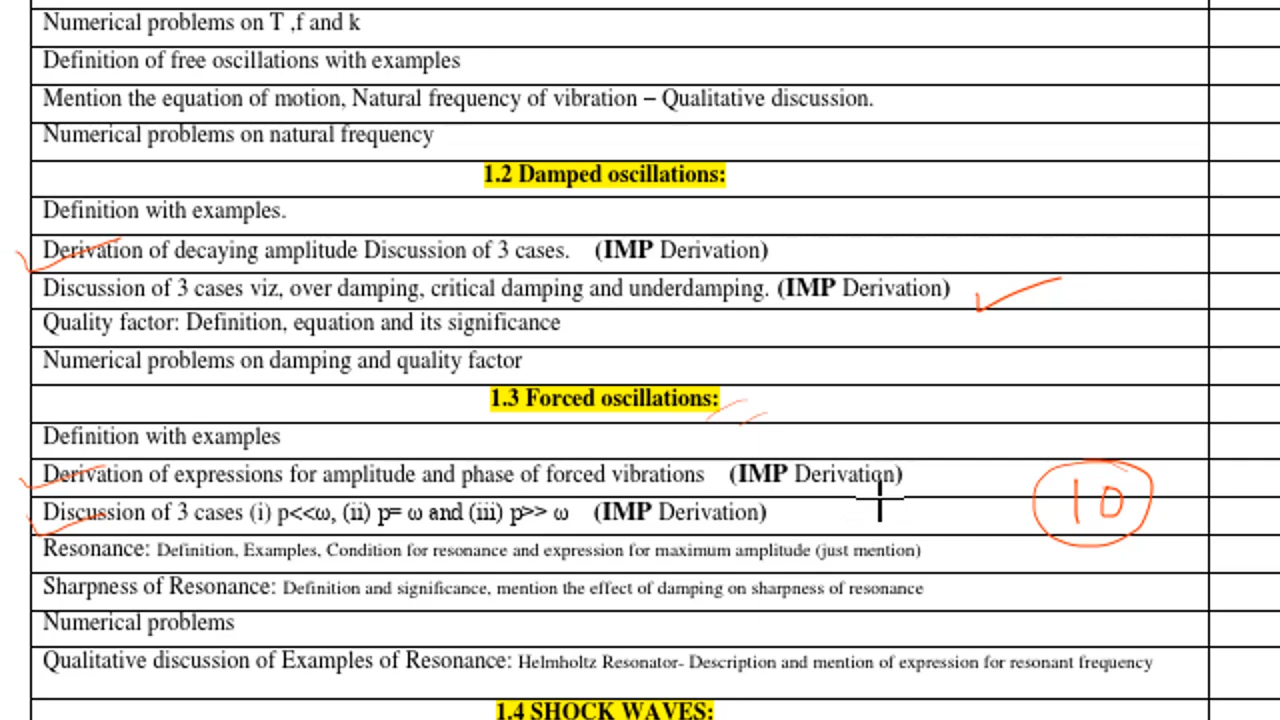 Numerical problems on T ,f and k
Definition of free oscillations with examples
Mention the equation of motion, Natural frequency of vibration – Qualitative discussion.
Numerical problems on natural frequency
1.2 Damped oscillations:
Definition with examples.
Derivation of decaying amplitude Discussion of 3 cases. (IMP Derivation)
Discussion of 3 cases viz, over damping, critical damping and underdamping. (IMP Derivation)
Quality factor: Definition, equation and its significance
Numerical problems on damping and quality factor
1.3 Forced oscillations:
Definition with examples
Derivation of expressions for amplitude and phase of forced vibrations (IMP Derivation)
Discussion of 3 cases (i) p<<ω, (ii) p= ω and (iii) p>> ω (IMP Derivation)
10
Resonance: Definition, Examples, Condition for resonance and expression for maximum amplitude (just mention)
Sharpness of Resonance: Definition and significance, mention the effect of damping on sharpness of resonance
Numerical problems
Qualitative discussion of Examples of Resonance: Helmholtz Resonator- Description and mention of expression for resonant frequency
1.4 SHOCK WAVES: